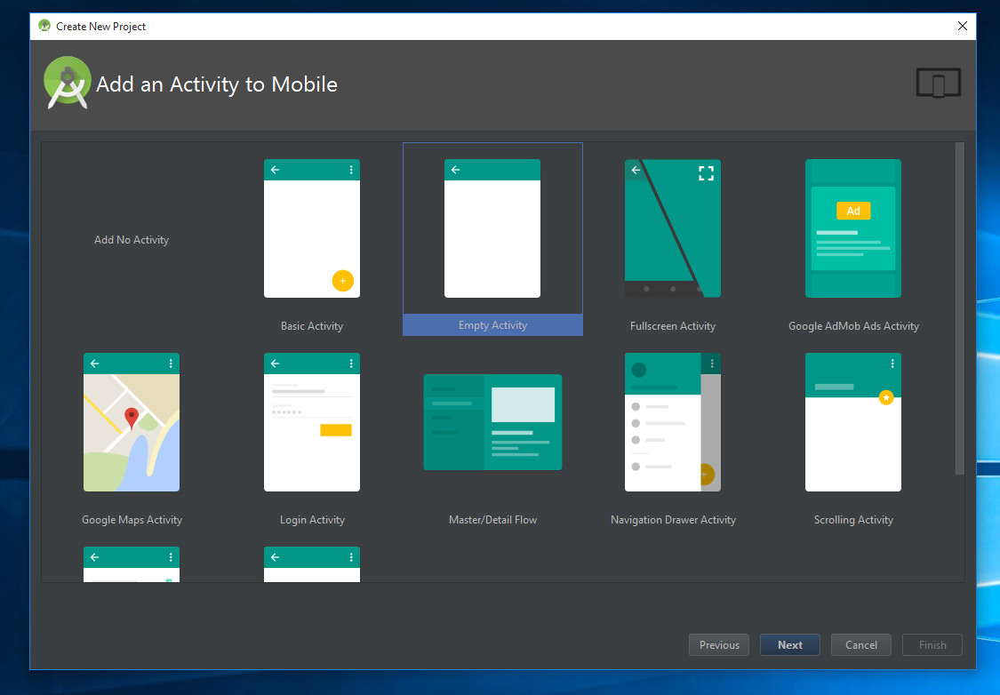 Create New Project
Add an Activity to Mobile
Add No Activity
Basic Activity
Empty Activity
Fullscreen Activity
Ad
Google AdMob Ads Activity
Google Maps Activity
Login Activity
Master/Detail Flow
Navigation Drawer Activity
Scrolling Activity
Previous
Next
Cancel
Finish